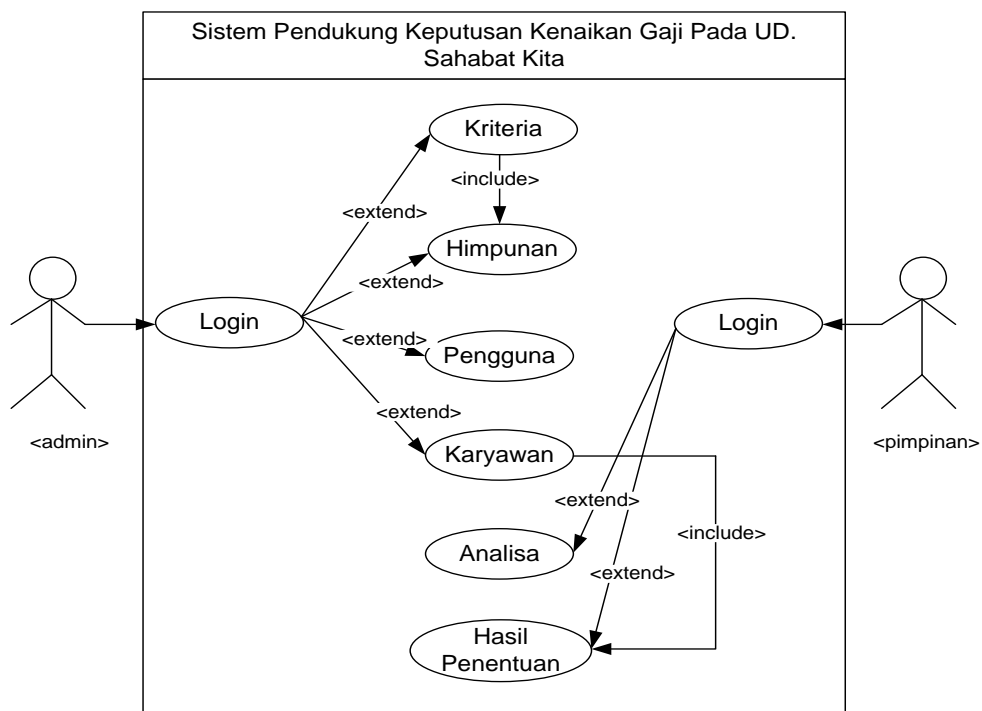 Sistem Pendukung Keputusan Kenaikan Gaji Pada UD.
Sahabat Kita
Kriteria
<include>
<extend>
Himpunan
<extend>
Login
Login
<extend>
Pengguna
<extend>
<admin>
<pimpinan>
Karyawan
<extend>
<include>
Analisa
<extend>
Hasil
Penentuan